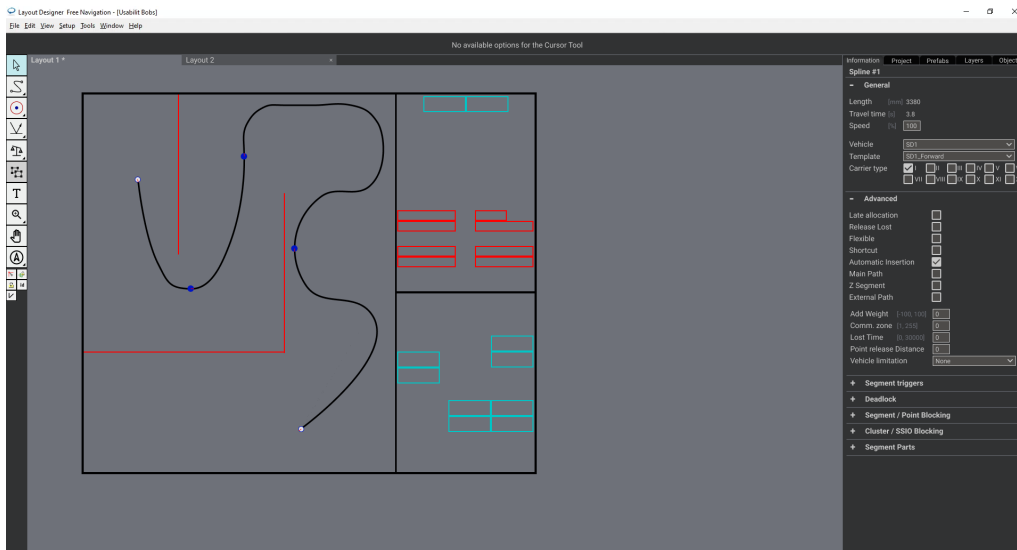 Layout Designer Free Navigation - [Usabilit Bobs]
File Edit View Setup Tools Window Help
No available options for the Cursor Tool
Layout 1 * Layout 2 ×
Information Project Prefabs Layers Object
Spline #1
− General
Length [mm] 3380
Travel time [s] 3.8
Speed [%] 100
Vehicle SD1
Template SD1_Forward
Carrier type I II III IV V
VII VIII IX X XI
− Advanced
Late allocation
Release Lost
Flexible
Shortcut
Automatic Insertion
Main Path
Z Segment
External Path
Add Weight [-100, 100] 0
Comm. zone [1, 255] 0
Lost Time [0, 30000] 0
Point release Distance 0
Vehicle limitation None
+ Segment triggers
+ Deadlock
+ Segment / Point Blocking
+ Cluster / SSIO Blocking
+ Segment Parts
T
A